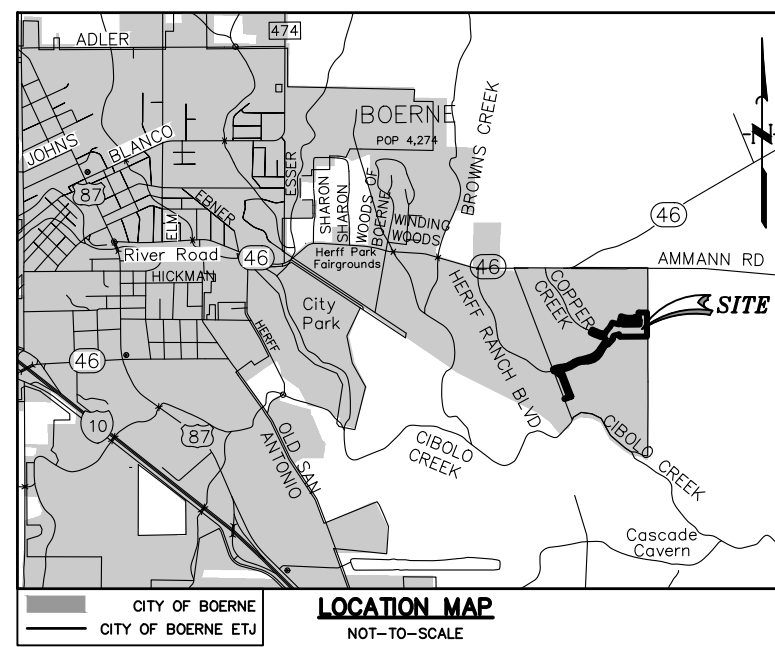 474
ADLER
BOERNE
POP 4,274
JOHNS
BLANCO
BROWNS CREEK
87
ESSER
SHARON
SHARON
WOODS OF
BOERNE
EBNER
ELM
WINDING
WOODS
46
River Road
46
Herff Park
Fairgrounds
46
AMMANN RD
HICKMAN
N
COPPER
CREEK
SITE
City
Park
HERFF
HERFF RANCH BLVD
46
10
87
OLD SAN
ANTONIO
CIBOLO
CREEK
CIBOLO CREEK
Cascade
Cavern
CITY OF BOERNE
CITY OF BOERNE ETJ
LOCATION MAP
NOT-TO-SCALE